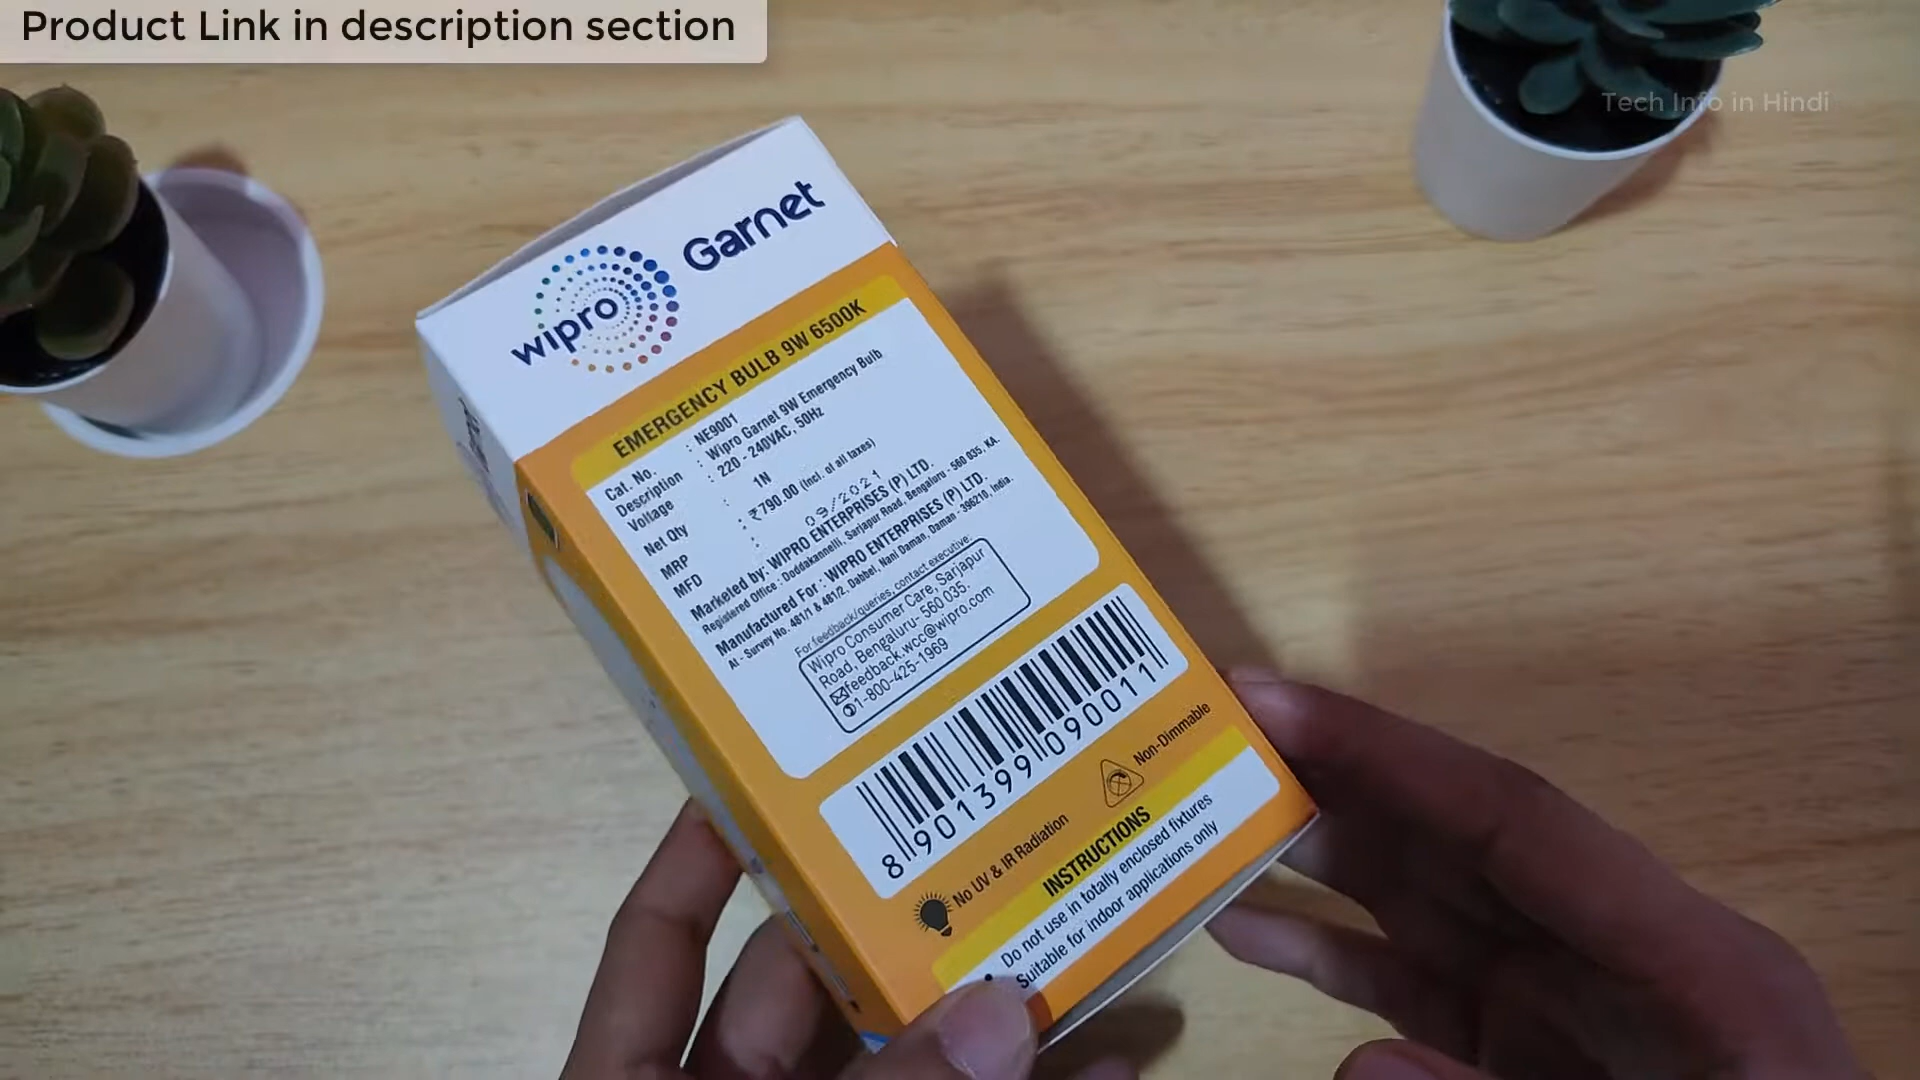 Product Link in description section
Tech Info in Hindi
wipro Garnet
EMERGENCY BULB 9W 6500K
Cat. No. : NE9001
Description : Wipro Garnet 9W Emergency Bulb
Voltage : 220 - 240VAC, 50Hz
Net Qty : 1N
MRP : ₹790.00 (Incl. of all taxes)
MFD : 09/2021
Marketed by: WIPRO ENTERPRISES (P) LTD.
Registered Office : Doddakannelli, Sarjapur Road, Bengaluru - 560 035, KA.
Manufactured For : WIPRO ENTERPRISES (P) LTD.
At - Survey No. 481/1 & 481/2, Dabhel, Nani Daman, Daman - 396210, India.
For feedback/queries, contact executive.
Wipro Consumer Care, Sarjapur
Road, Bengaluru- 560 035.
feedback.wcc@wipro.com
1-800-425-1969
8901399090011
No UV & IR Radiation
Non-Dimmable
INSTRUCTIONS
• Do not use in totally enclosed fixtures
Suitable for indoor applications only